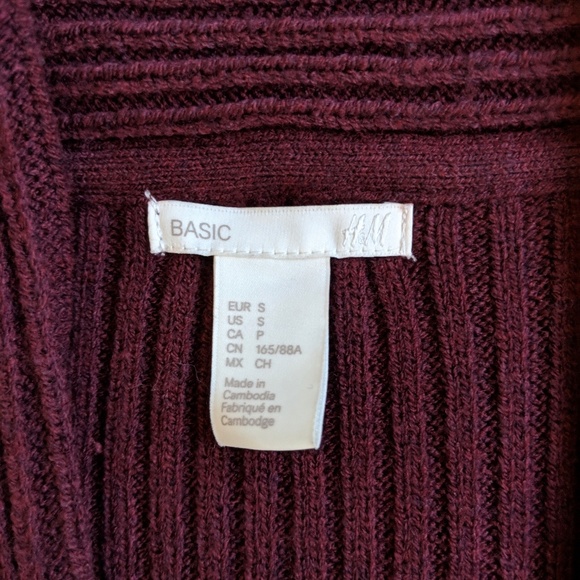 BASIC H&M
EUR S
US S
CA P
CN 165/88A
MX CH
Made in
Cambodia
Fabriqué en
Cambodge